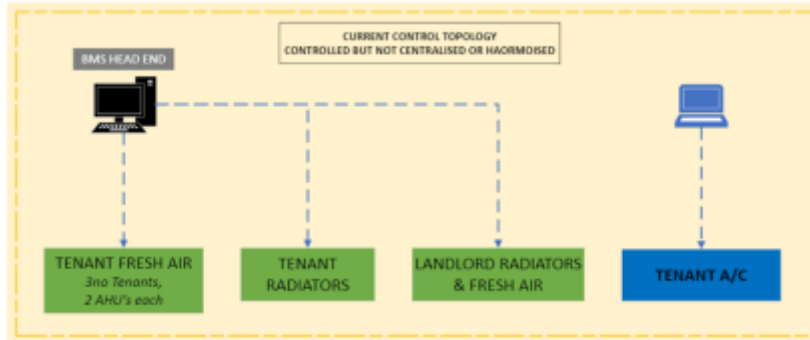 CURRENT CONTROL TOPOLOGY
CONTROLLED BUT NOT CENTRALISED OR HAORMOISED
BMS HEAD END
TENANT FRESH AIR
3no Tenants,
2 AHU's each
TENANT
RADIATORS
LANDLORD RADIATORS
& FRESH AIR
TENANT A/C